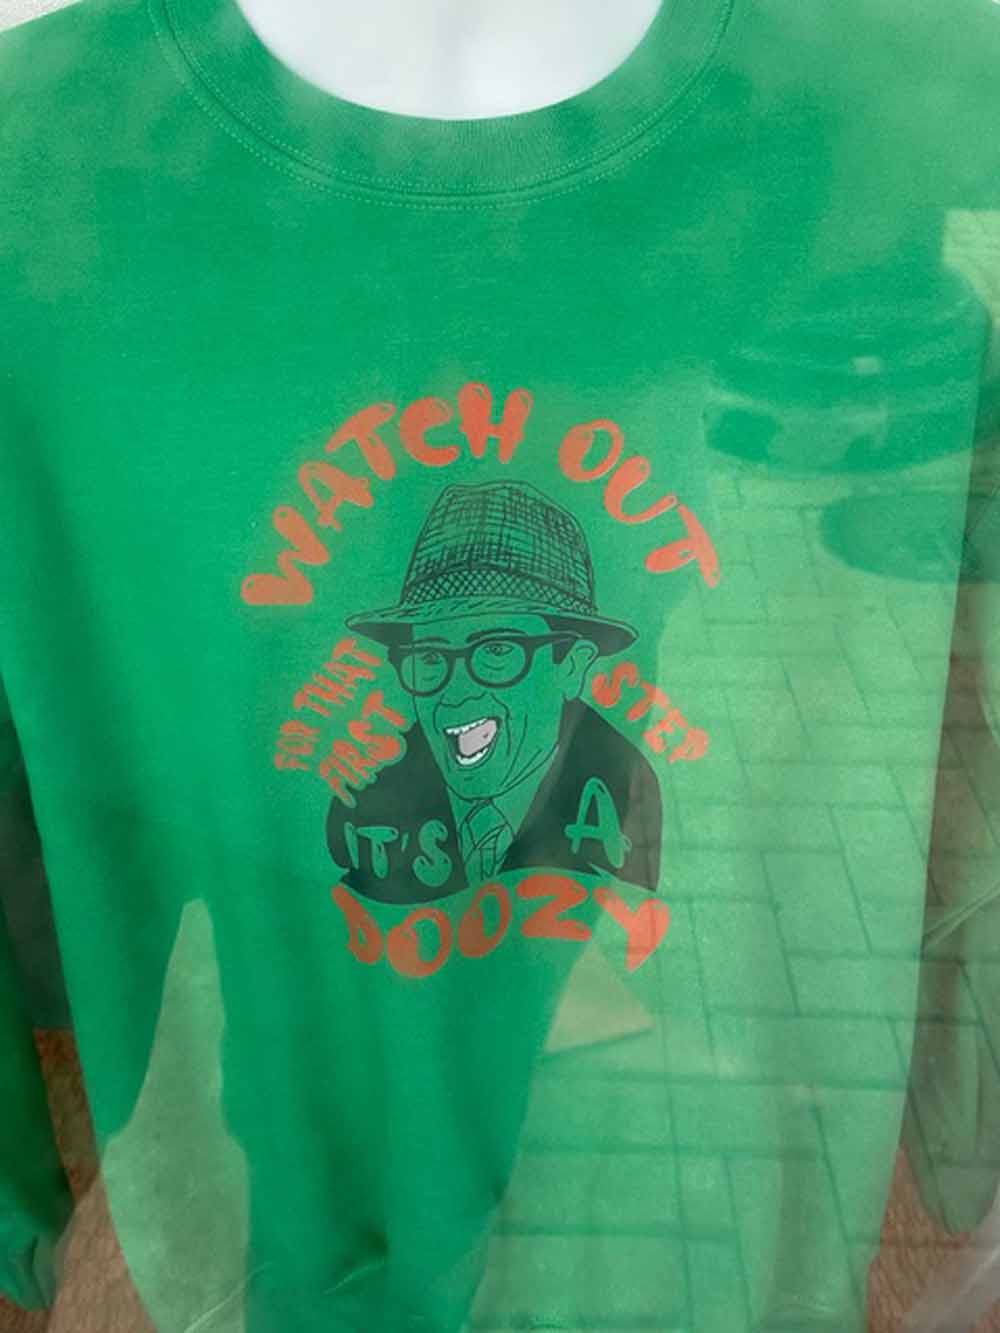 WATCH OUT
FOR THAT
FIRST
STEP
IT'S A
DOOZY